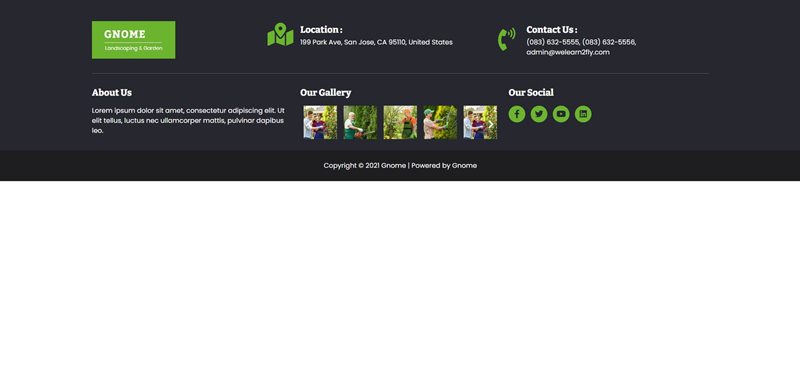 GNOME
Landscaping & Garden
Location :
199 Park Ave, San Jose, CA 95110, United States
Contact Us :
(083) 632-5555, (083) 632-5556,
admin@welearn2fly.com
About Us
Lorem ipsum dolor sit amet, consectetur adipiscing elit. Ut
elit tellus, luctus nec ullamcorper mattis, pulvinar dapibus
leo.
Our Gallery
Our Social
Copyright © 2021 Gnome | Powered by Gnome